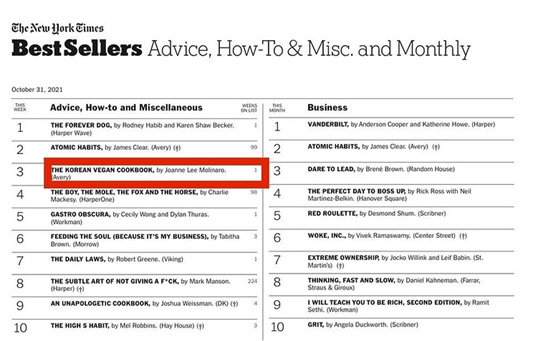 The New York Times
Best Sellers Advice, How-To & Misc. and Monthly
October 31, 2021
THIS WEEK
Advice, How-to and Miscellaneous
WEEKS ON LIST
1
THE FOREVER DOG, by Rodney Habib and Karen Shaw Becker.
(Harper Wave)
1
2
ATOMIC HABITS, by James Clear. (Avery) (†)
99
3
THE KOREAN VEGAN COOKBOOK, by Joanne Lee Molinaro.
Avery)
1
4
THE BOY, THE MOLE, THE FOX AND THE HORSE, by Charlie
Mackesy. (HarperOne)
98
5
GASTRO OBSCURA, by Cecily Wong and Dylan Thuras.
(Workman)
1
6
FEEDING THE SOUL (BECAUSE IT'S MY BUSINESS), by Tabitha
Brown. (Morrow)
3
7
THE DAILY LAWS, by Robert Greene. (Viking)
1
8
THE SUBTLE ART OF NOT GIVING A F*CK, by Mark Manson.
(Harper) (†)
224
9
AN UNAPOLOGETIC COOKBOOK, by Joshua Weissman. (DK) (†)
4
10
THE HIGH 5 HABIT, by Mel Robbins. (Hay House) (†)
3
THIS MONTH
Business
1
VANDERBILT, by Anderson Cooper and Katherine Howe. (Harper)
2
ATOMIC HABITS, by James Clear. (Avery) (†)
3
DARE TO LEAD, by Brené Brown. (Random House)
4
THE PERFECT DAY TO BOSS UP, by Rick Ross with Neil
Martinez-Belkin. (Hanover Square)
5
RED ROULETTE, by Desmond Shum. (Scribner)
6
WOKE, INC., by Vivek Ramaswamy. (Center Street) (†)
7
EXTREME OWNERSHIP, by Jocko Willink and Leif Babin. (St.
Martin's) (†)
8
THINKING, FAST AND SLOW, by Daniel Kahneman. (Farrar,
Straus & Giroux)
9
I WILL TEACH YOU TO BE RICH, SECOND EDITION, by Ramit
Sethi. (Workman)
10
GRIT, by Angela Duckworth. (Scribner)